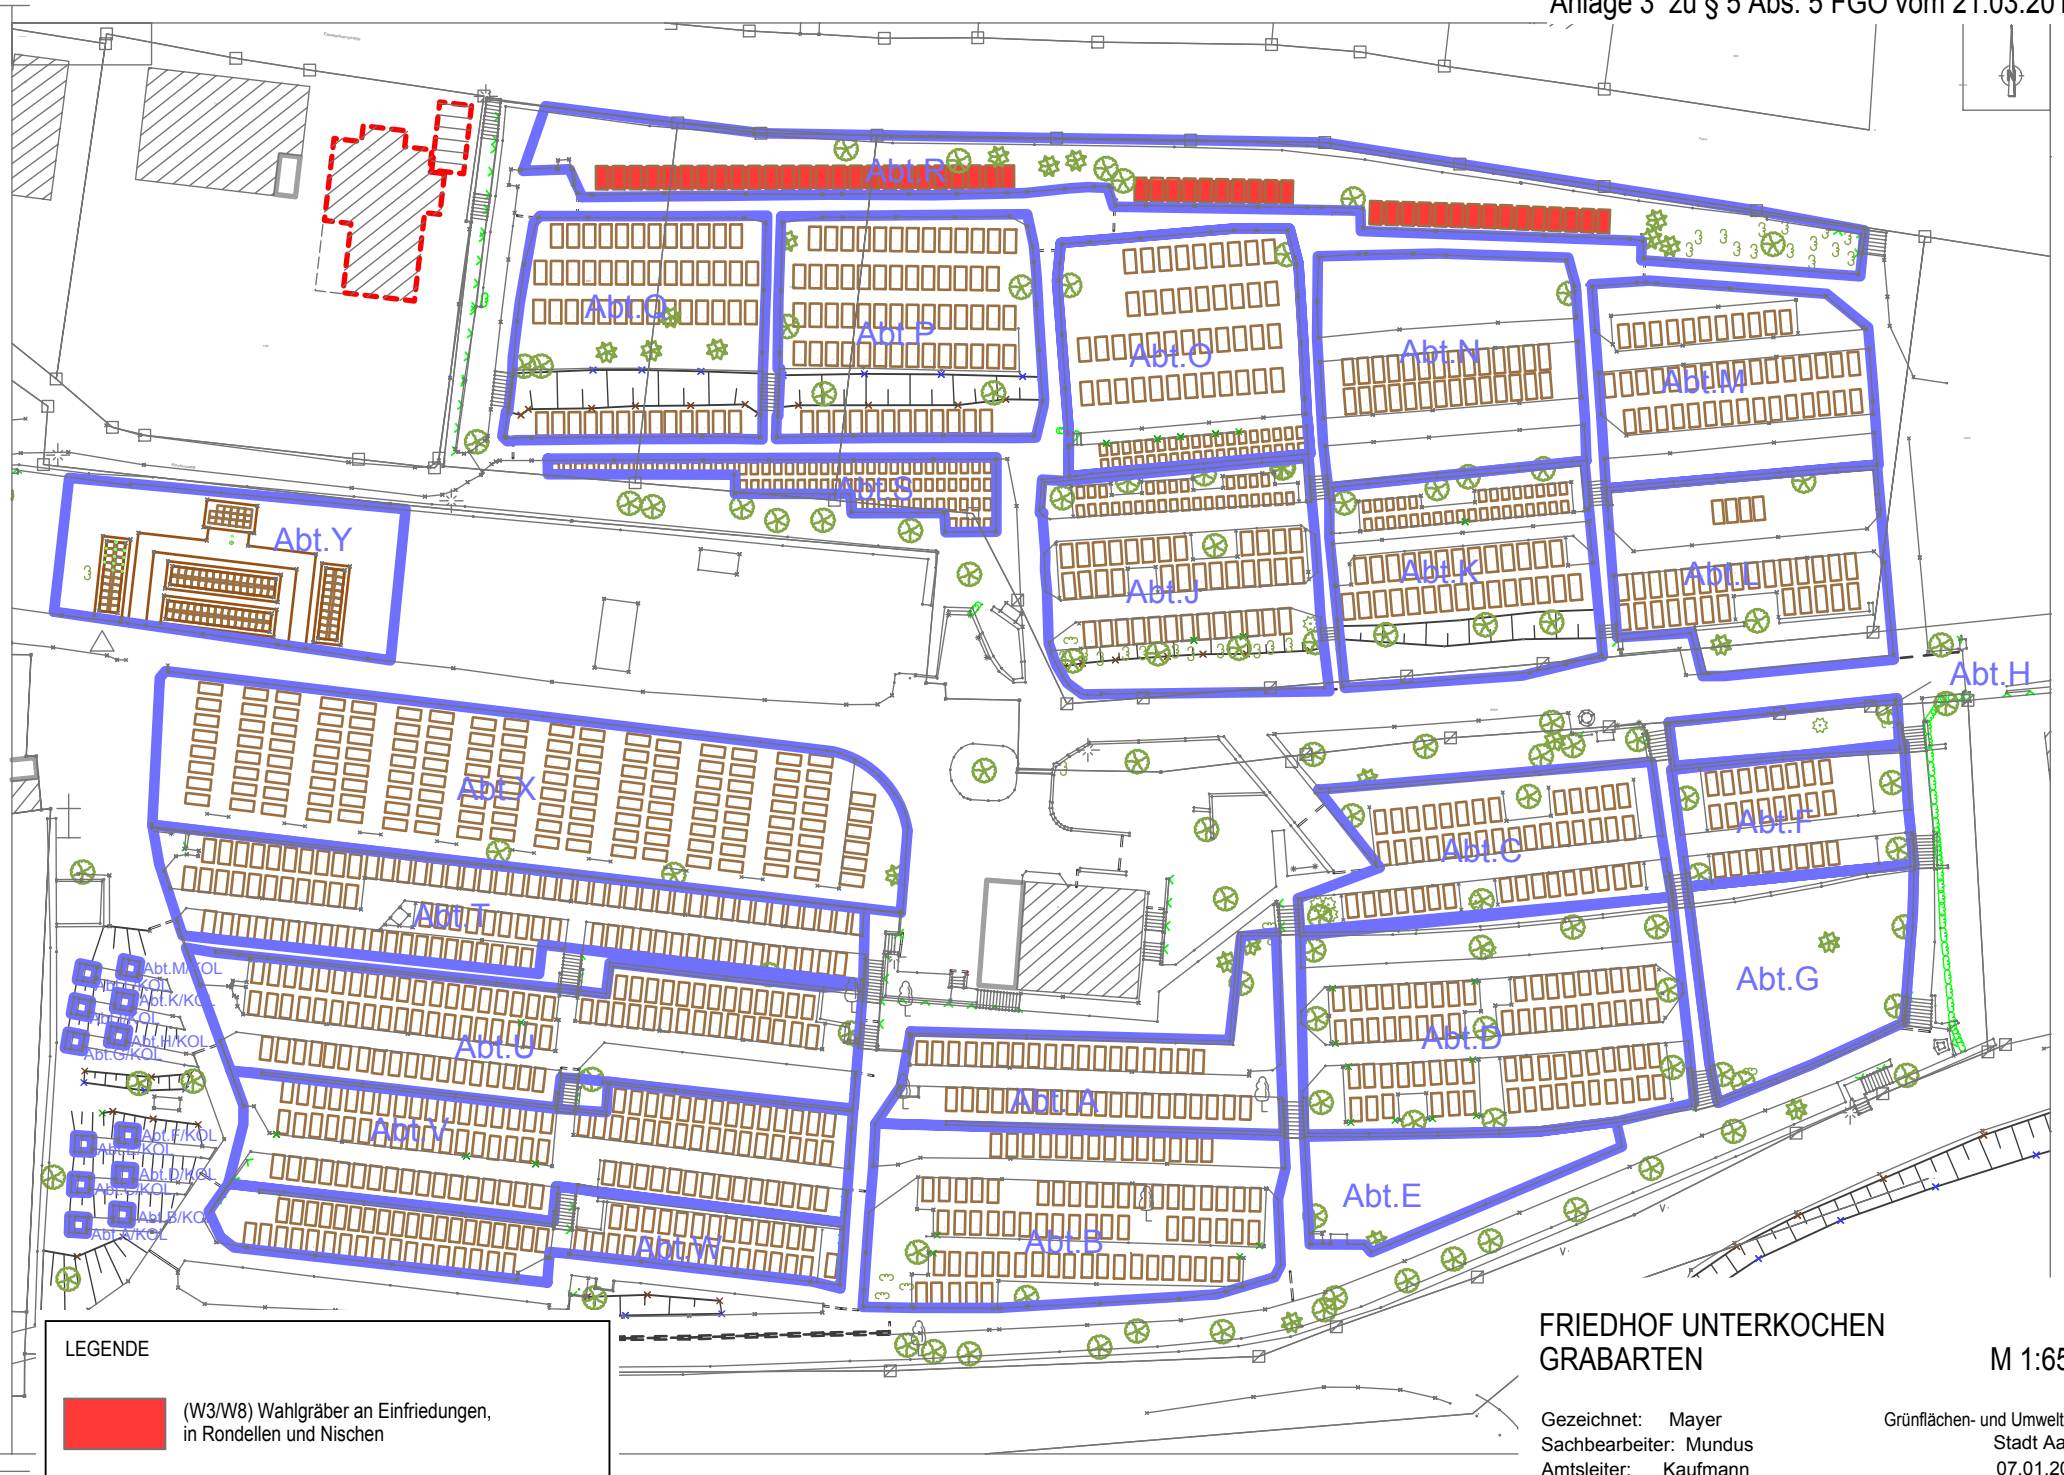 Anlage 3 zu § 5 Abs. 5 FGO vom 21.03.201
Abt.R
Abt.Q
Abt.P
Abt.O
Abt.N
Abt.M
Abt.S
Abt.Y
Abt.J
Abt.K
Abt.L
Abt.H
Abt.X
Abt.C
Abt.F
Abt.T
Abt.G
Abt.M/KOL
Abt.K/KOL
Abt.H/KOL
Abt.G/KOL
Abt.U
Abt.D
Abt. A
Abt.V
Abt.F/KOL
Abt.E/KOL
Abt.D/KOL
Abt.C/KOL
Abt.B/KOL
Abt.A/KOL
Abt.E
Abt.B
Abt.W
LEGENDE
(W3/W8) Wahlgräber an Einfriedungen,
in Rondellen und Nischen
FRIEDHOF UNTERKOCHEN
GRABARTEN
M 1:65
Gezeichnet: Mayer
Sachbearbeiter: Mundus
Amtsleiter: Kaufmann
Grünflächen- und Umwelt
Stadt Aa
07.01.20